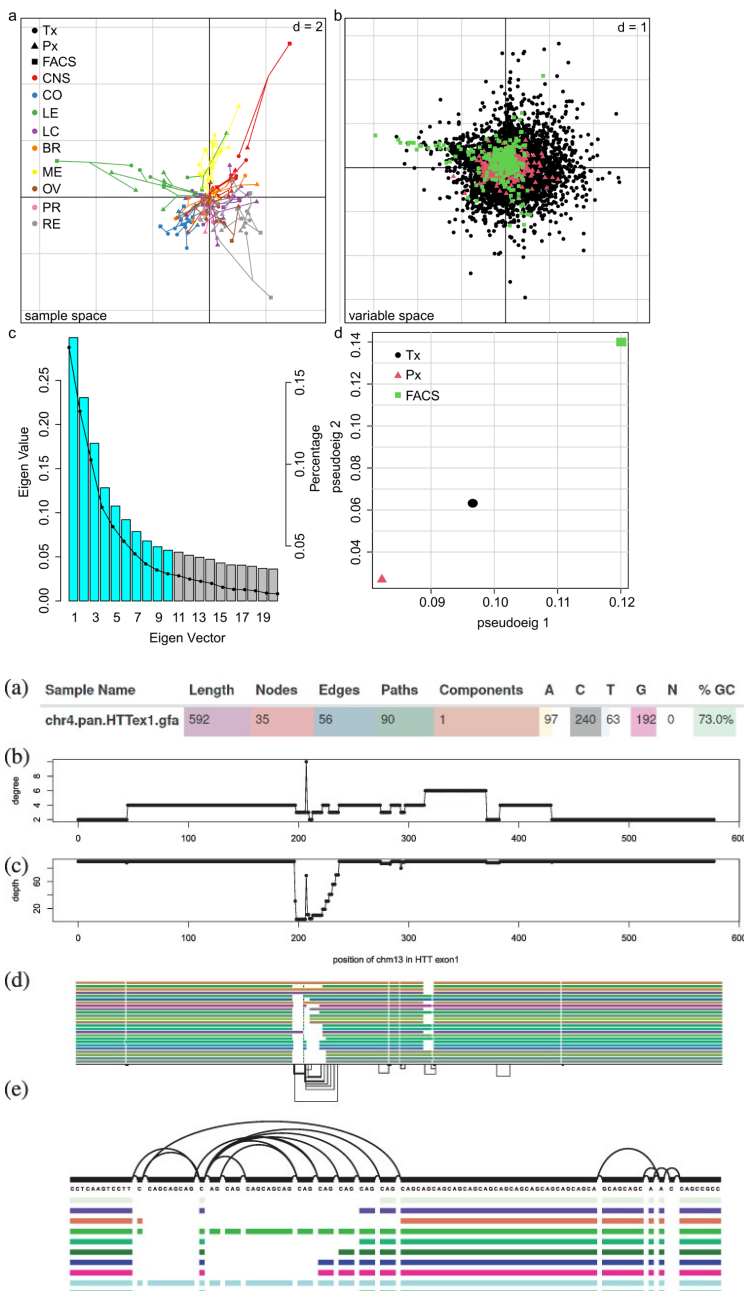 a
d = 2
Tx
Px
FACS
CNS
CO
LE
LC
BR
ME
OV
PR
RE
sample space
b
d = 1
variable space
c
Eigen Value
0.00 0.05 0.10 0.15 0.20 0.25
Percentage
0.05 0.10 0.15
1 3 5 7 9 11 13 15 17 19
Eigen Vector
d
Tx
Px
FACS
pseudoeig 2
0.04 0.06 0.08 0.10 0.12 0.14
0.09 0.10 0.11 0.12
pseudoeig 1
(a)
Sample Name Length Nodes Edges Paths Components A C T G N % GC
chr4.pan.HTTex1.gfa 592 35 56 90 1 97 240 63 192 0 73.0%
(b)
degree
2 4 6 8
0 100 200 300 400 500 600
(c)
depth
20 60
0 100 200 300 400 500 600
position of chm13 in HTT exon1
(d)
(e)
CCTCAAGTCCTT C CAGCAGCAG C AG CAG CAGCAGCAG CAG CAG CAG CAG CAG CAGCAGCAGCAGCAGCAGCAGCAGCAGCAGCAGCAGCA GCAGCAGC A A C CAGCCGCC